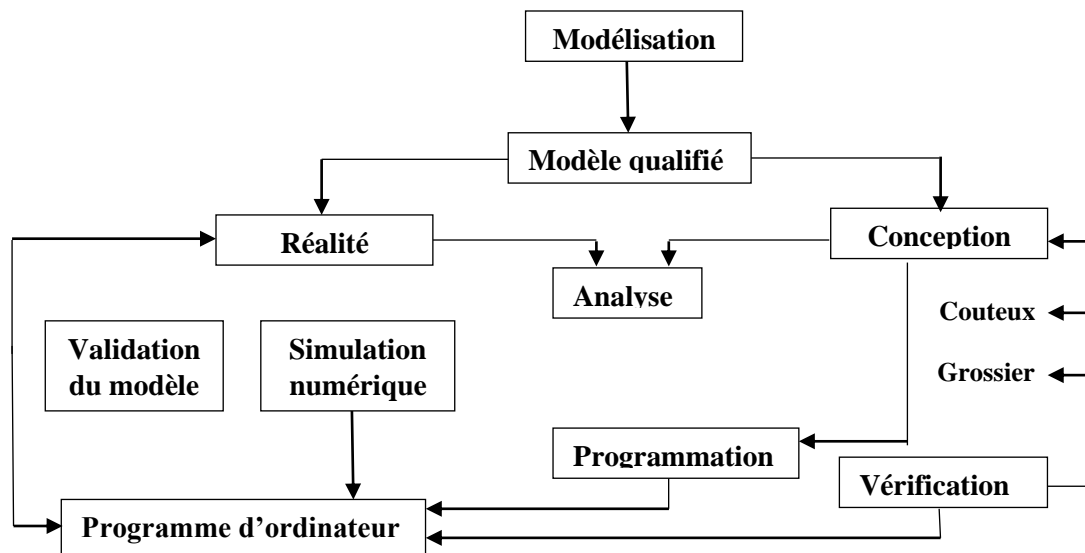 Modélisation
Modèle qualifié
Réalité
Conception
Analyse
Couteux
Validation
du modèle
Simulation
numérique
Grossier
Programmation
Vérification
Programme d’ordinateur